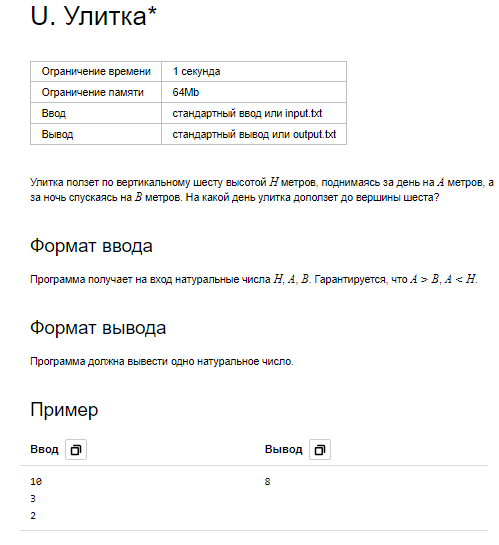 U. Улитка*
Ограничение времени 1 секунда
Ограничение памяти 64Mb
Ввод стандартный ввод или input.txt
Вывод стандартный вывод или output.txt
Улитка ползет по вертикальному шесту высотой H метров, поднимаясь за день на A метров, а
за ночь спускаясь на B метров. На какой день улитка доползет до вершины шеста?
Формат ввода
Программа получает на вход натуральные числа H, A, B. Гарантируется, что A > B, A < H.
Формат вывода
Программа должна вывести одно натуральное число.
Пример
Ввод Вывод
10 8
3
2